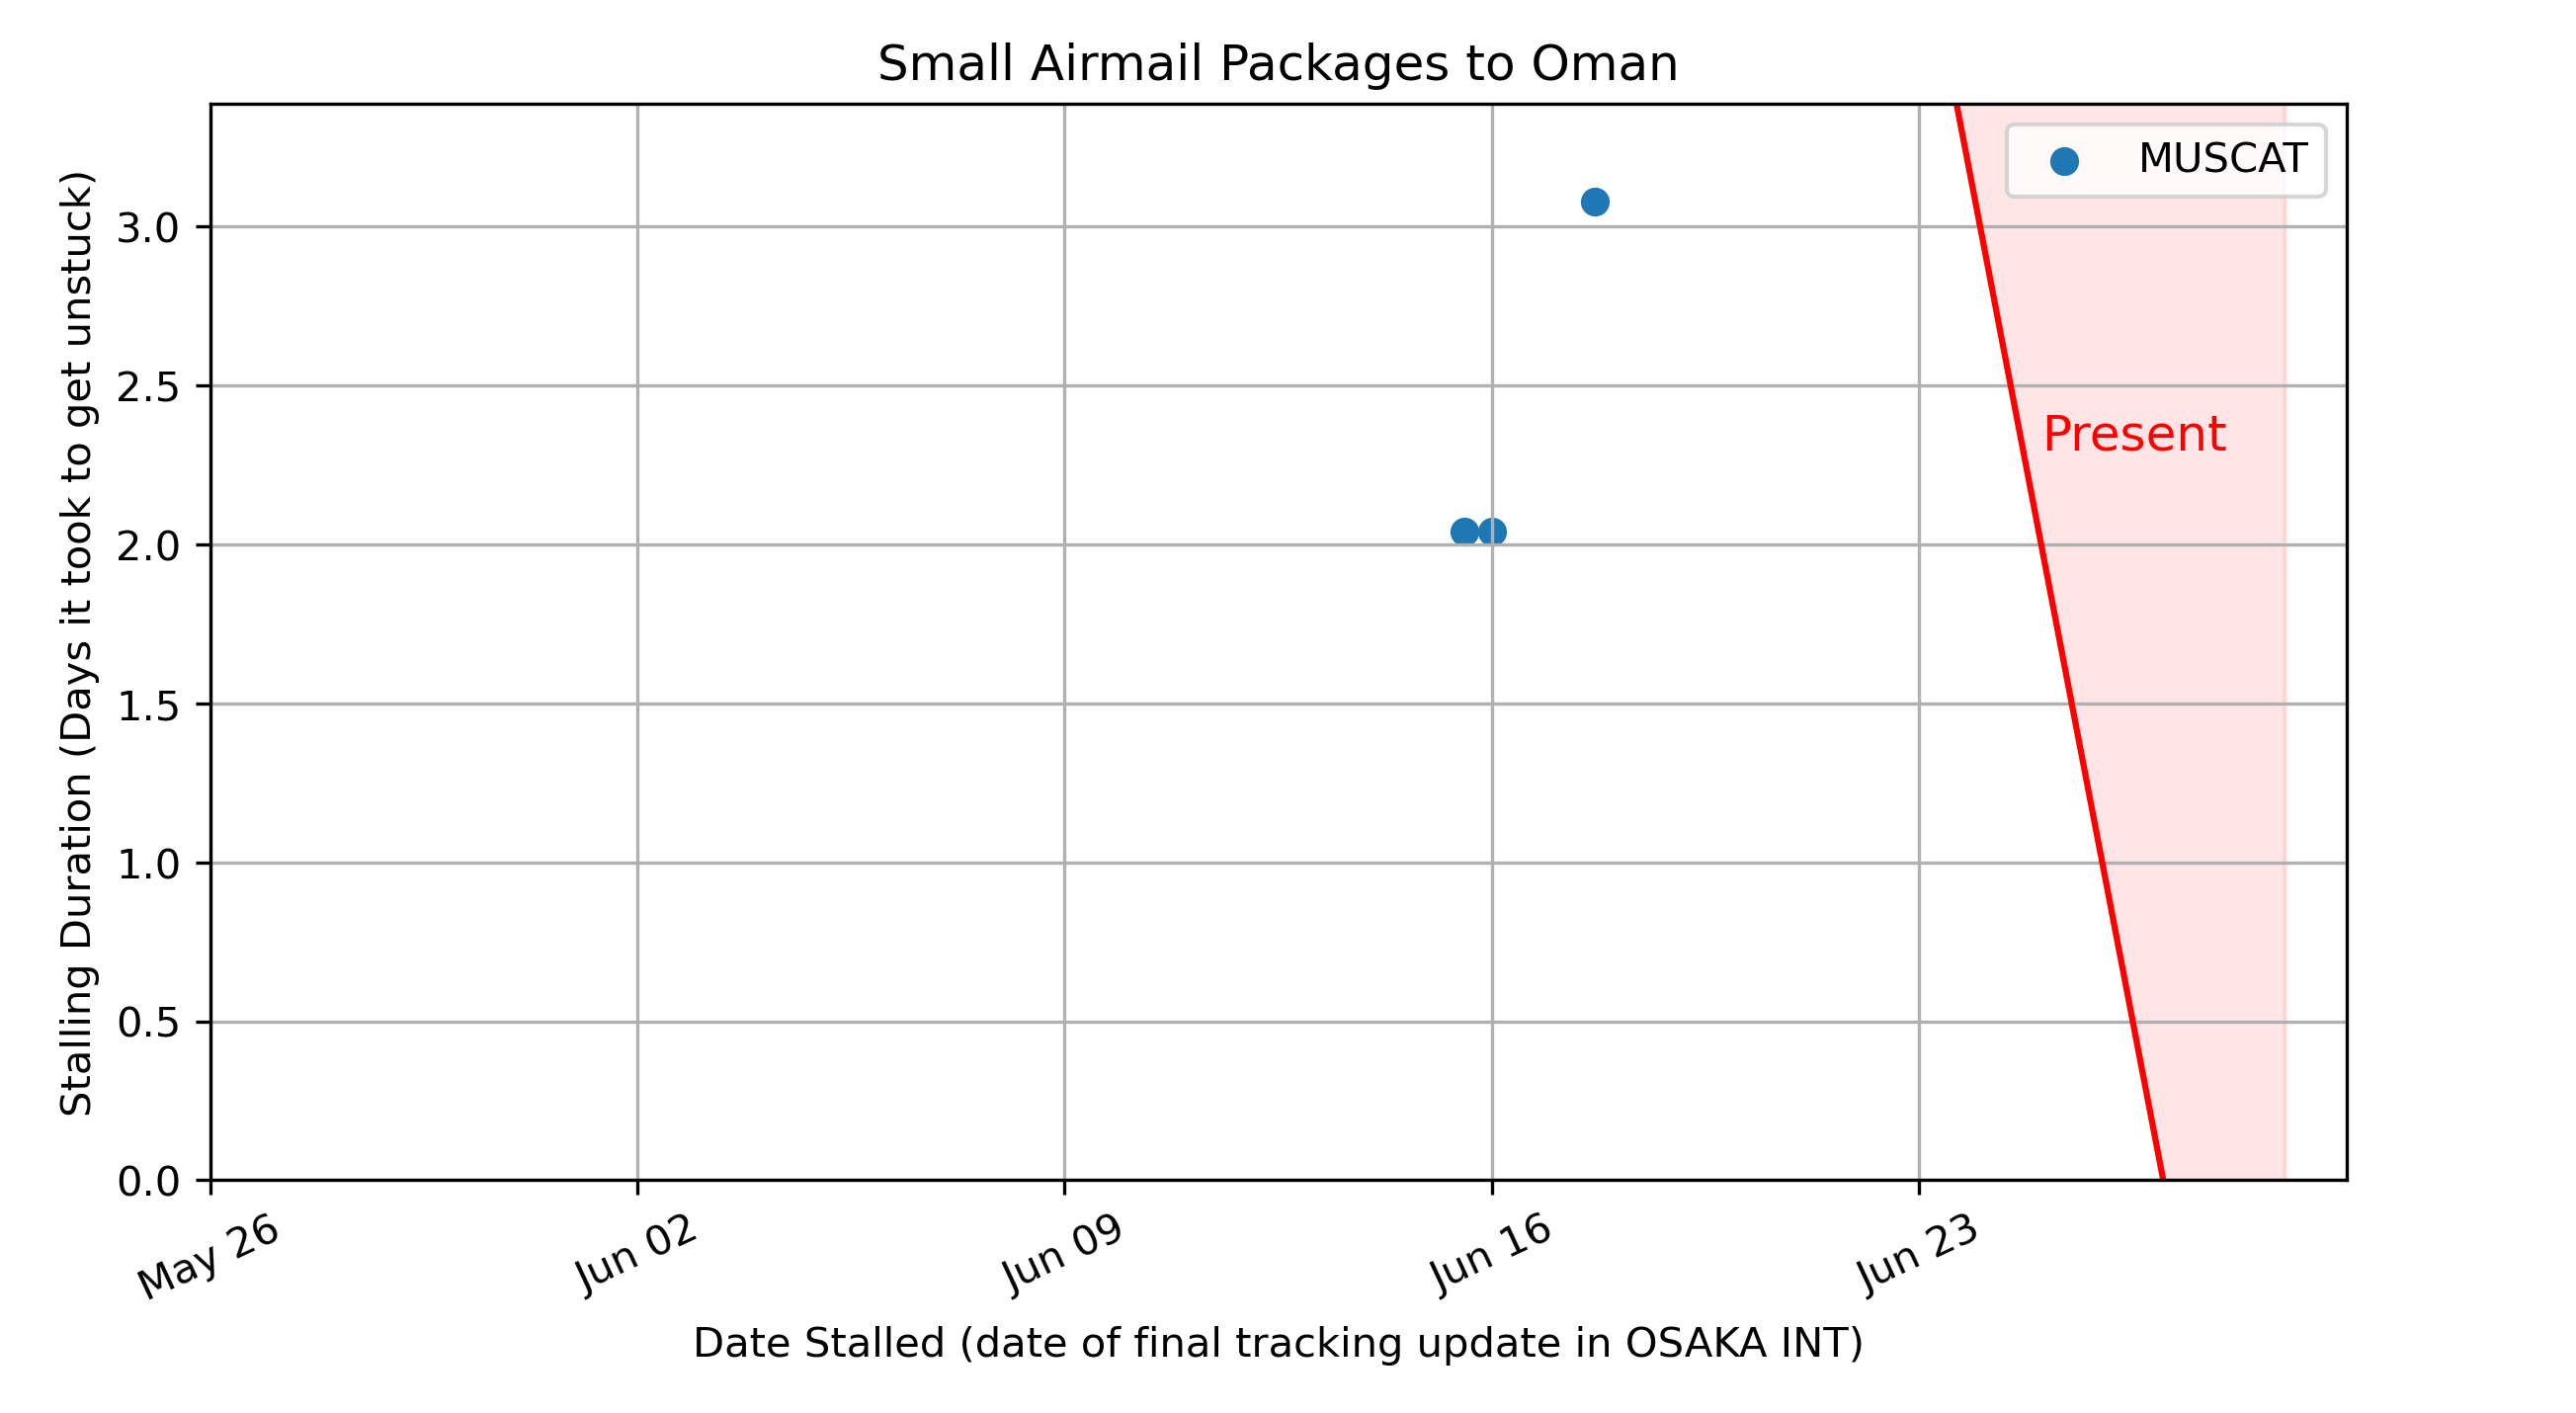 Small Airmail Packages to Oman
MUSCAT
Present
Stalling Duration (Days it took to get unstuck)
3.0
2.5
2.0
1.5
1.0
0.5
0.0
May 26
Jun 02
Jun 09
Jun 16
Jun 23
Date Stalled (date of final tracking update in OSAKA INT)